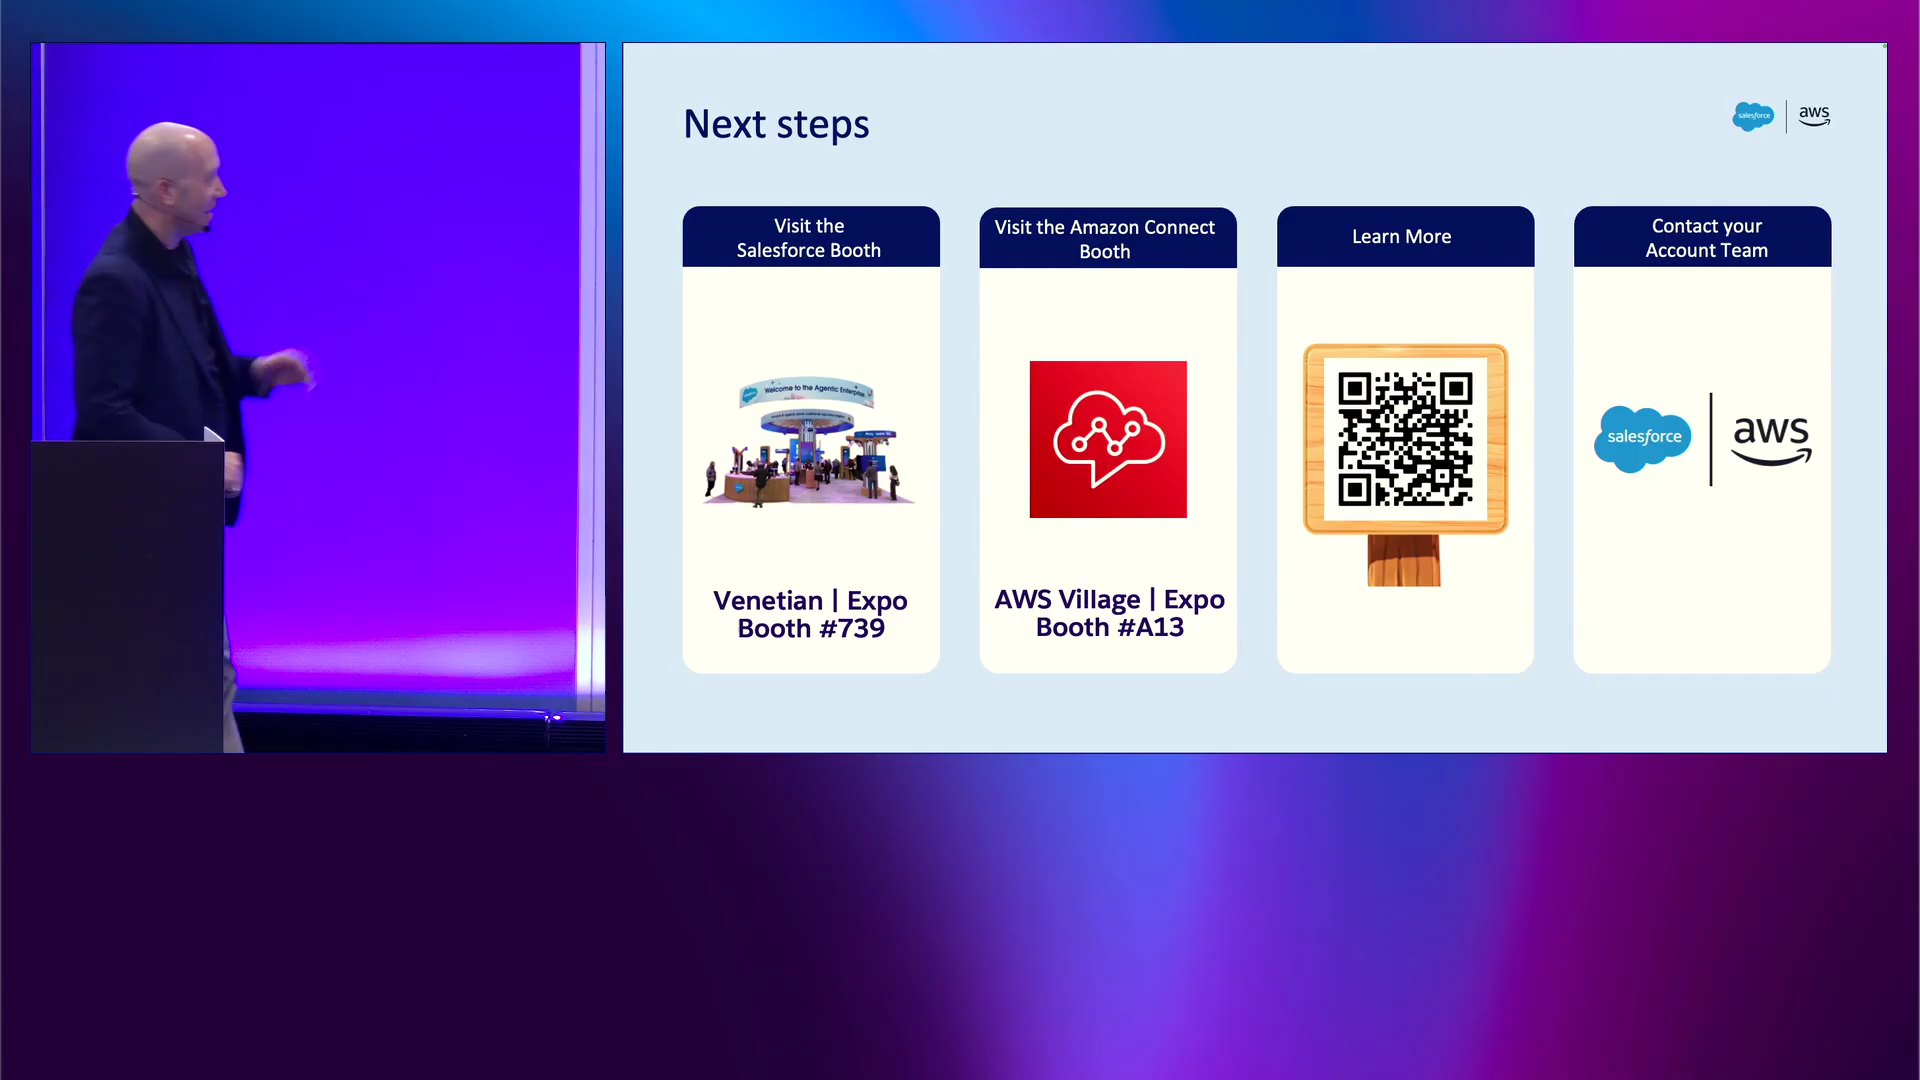 Next steps
salesforce
aws
Visit the
Salesforce Booth
Visit the Amazon Connect
Booth
Learn More
Contact your
Account Team
Welcome to the Agentic Enterprise
salesforce
aws
Venetian | Expo
Booth #739
AWS Village | Expo
Booth #A13